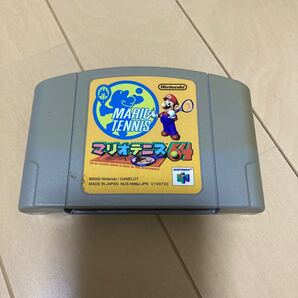 Nintendo
MARIO
TENNIS
マリオテニス64
©2000 Nintendo / CAMELOT
MADE IN JAPAN NUS-NM8J-JPN
NINTENDO 64